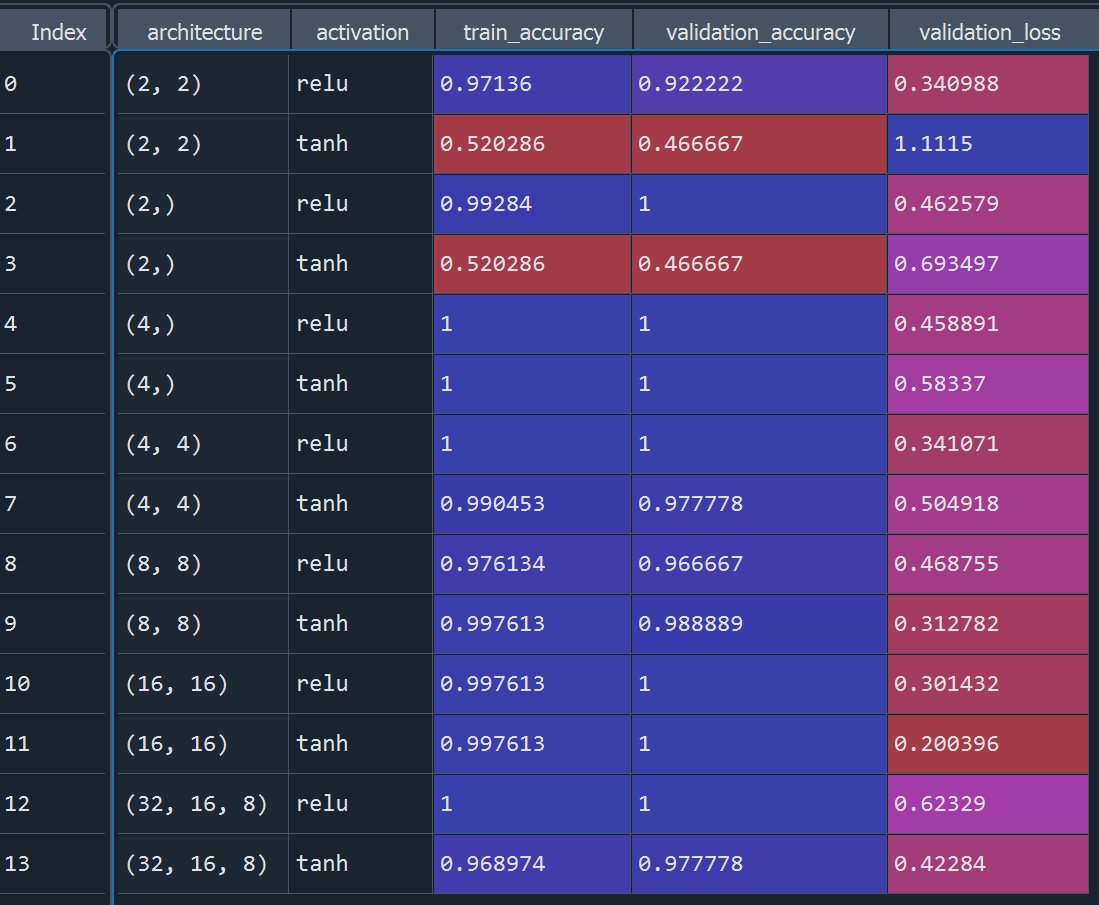 Index architecture activation train_accuracy validation_accuracy validation_loss
0 (2, 2) relu 0.97136 0.922222 0.340988
1 (2, 2) tanh 0.520286 0.466667 1.1115
2 (2,) relu 0.99284 1 0.462579
3 (2,) tanh 0.520286 0.466667 0.693497
4 (4,) relu 1 1 0.458891
5 (4,) tanh 1 1 0.58337
6 (4, 4) relu 1 1 0.341071
7 (4, 4) tanh 0.990453 0.977778 0.504918
8 (8, 8) relu 0.976134 0.966667 0.468755
9 (8, 8) tanh 0.997613 0.988889 0.312782
10 (16, 16) relu 0.997613 1 0.301432
11 (16, 16) tanh 0.997613 1 0.200396
12 (32, 16, 8) relu 1 1 0.62329
13 (32, 16, 8) tanh 0.968974 0.977778 0.42284